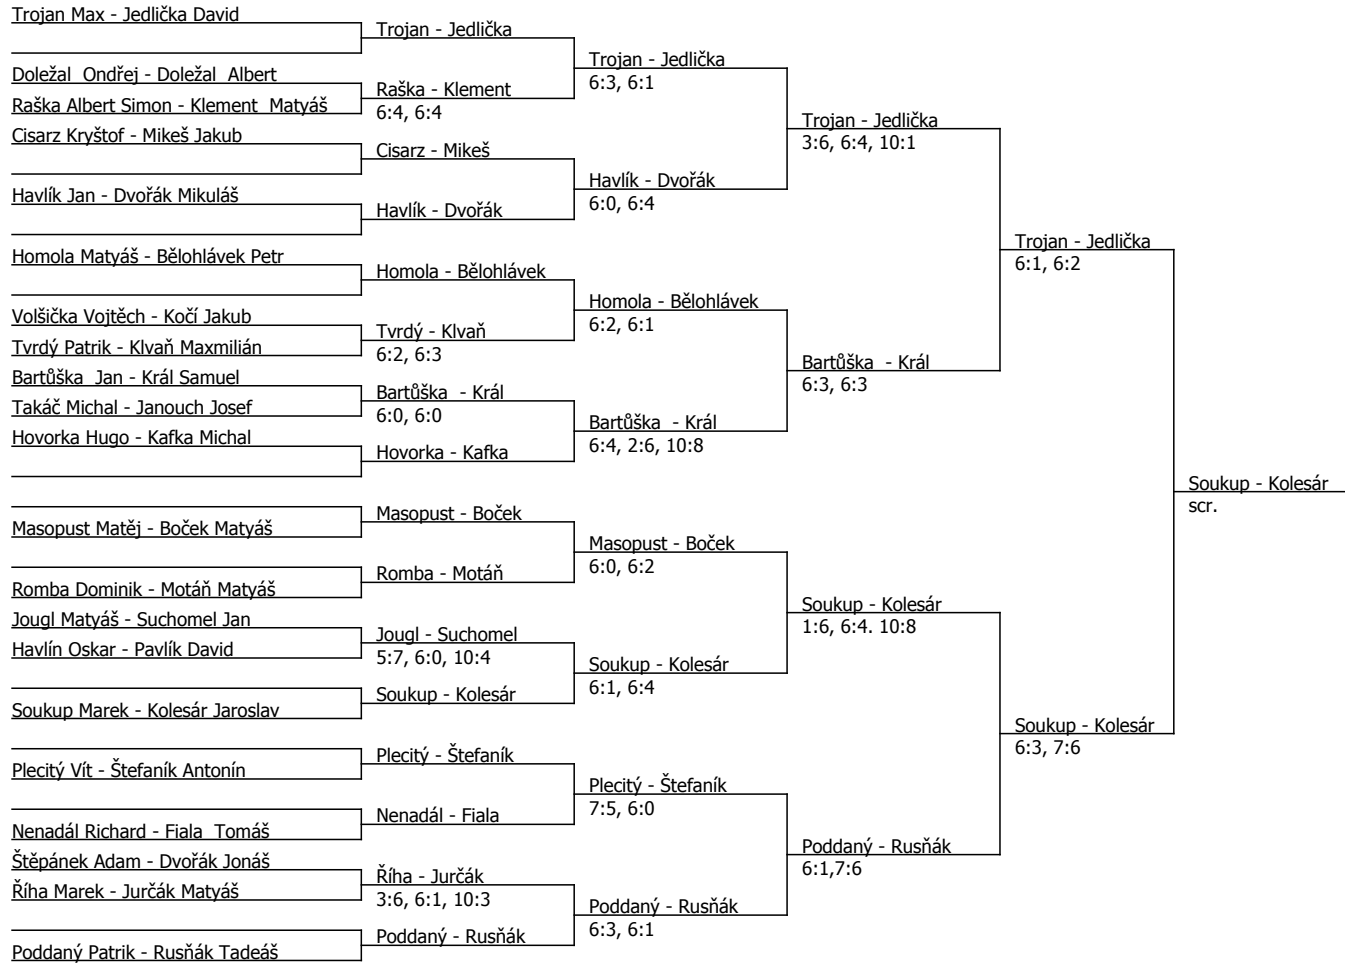 Trojan Max - Jedlička David
Doležal  Ondřej - Doležal  Albert
Raška Albert Simon - Klement  Matyáš
Cisarz Kryštof - Mikeš Jakub
Havlík Jan - Dvořák Mikuláš
Homola Matyáš - Bělohlávek Petr
Volšička Vojtěch - Kočí Jakub
Tvrdý Patrik - Klvaň Maxmilián
Bartůška  Jan - Král Samuel
Takáč Michal - Janouch Josef
Hovorka Hugo - Kafka Michal
Masopust Matěj - Boček Matyáš
Romba Dominik - Motáň Matyáš
Jougl Matyáš - Suchomel Jan
Havlín Oskar - Pavlík David
Soukup Marek - Kolesár Jaroslav
Plecitý Vít - Štefaník Antonín
Nenadál Richard - Fiala  Tomáš
Štěpánek Adam - Dvořák Jonáš
Říha Marek - Jurčák Matyáš
Poddaný Patrik - Rusňák Tadeáš
Trojan - Jedlička
Raška - Klement
6:4, 6:4
Cisarz - Mikeš
Havlík - Dvořák
Homola - Bělohlávek
Tvrdý - Klvaň
6:2, 6:3
Bartůška  - Král
6:0, 6:0
Hovorka - Kafka
Masopust - Boček
Romba - Motáň
Jougl - Suchomel
5:7, 6:0, 10:4
Soukup - Kolesár
Plecitý - Štefaník
Nenadál - Fiala
Říha - Jurčák
3:6, 6:1, 10:3
Poddaný - Rusňák
Trojan - Jedlička
6:3, 6:1
Havlík - Dvořák
6:0, 6:4
Homola - Bělohlávek
6:2, 6:1
Bartůška  - Král
6:4, 2:6, 10:8
Masopust - Boček
6:0, 6:2
Soukup - Kolesár
6:1, 6:4
Plecitý - Štefaník
7:5, 6:0
Poddaný - Rusňák
6:3, 6:1
Trojan - Jedlička
3:6, 6:4, 10:1
Bartůška  - Král
6:3, 6:3
Soukup - Kolesár
1:6, 6:4. 10:8
Poddaný - Rusňák
6:1,7:6
Trojan - Jedlička
6:1, 6:2
Soukup - Kolesár
6:3, 7:6
Soukup - Kolesár
scr.